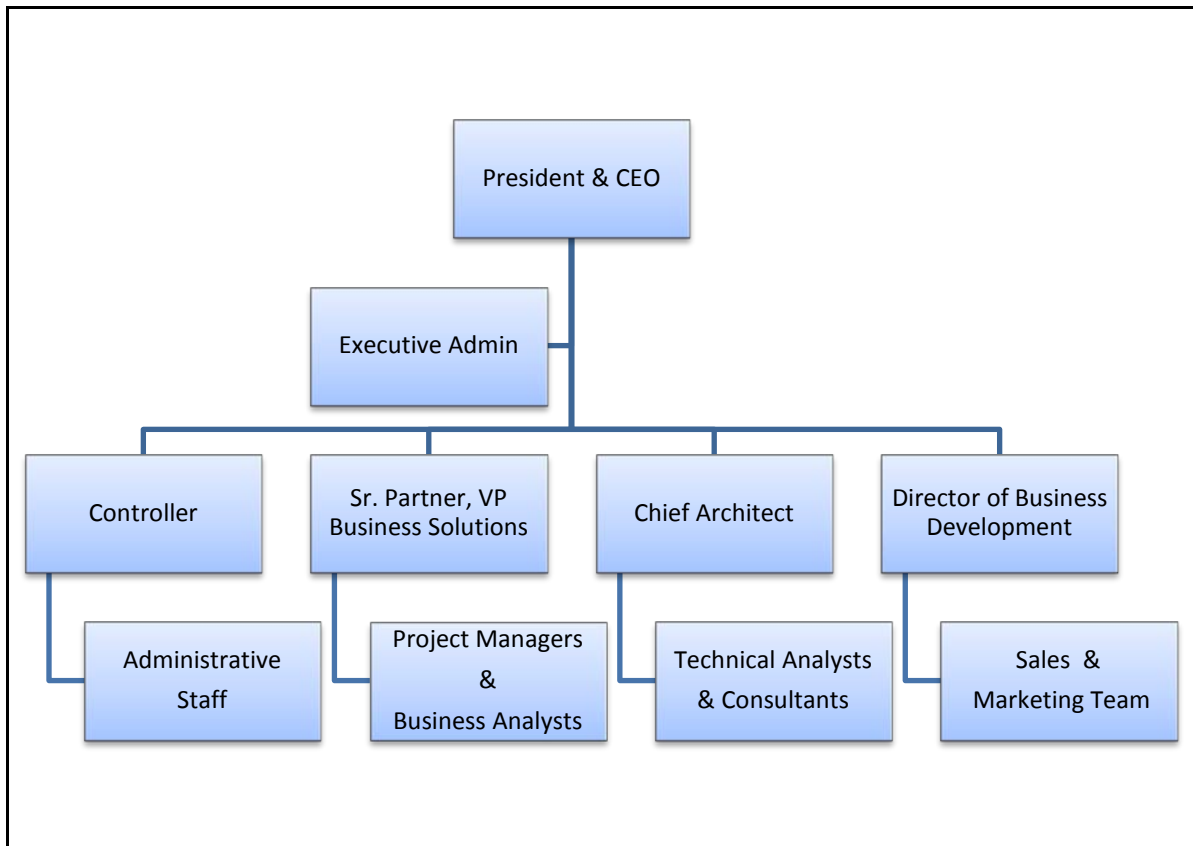 President & CEO
Executive Admin
Controller
Sr. Partner, VP
Business Solutions
Chief Architect
Director of Business
Development
Administrative
Staff
Project Managers
&
Business Analysts
Technical Analysts
& Consultants
Sales &
Marketing Team